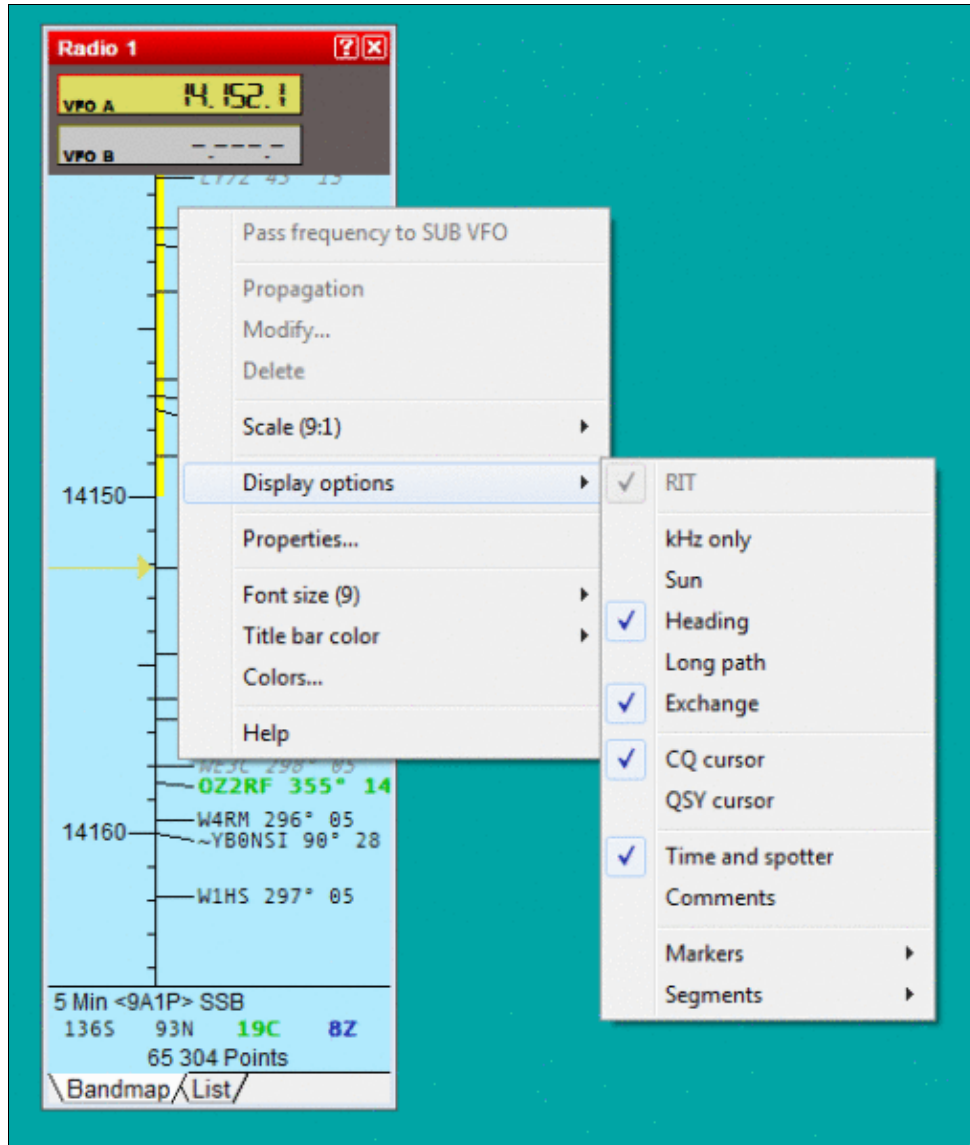 Radio 1
VFO A 14.152.1
VFO B -.---.-
Pass frequency to SUB VFO
Propagation
Modify...
Delete
Scale (9:1)
Display options
Properties...
Font size (9)
Title bar color
Colors...
Help
RIT
kHz only
Sun
Heading
Long path
Exchange
CQ cursor
QSY cursor
Time and spotter
Comments
Markers
Segments
14150
WE3C 298° 05
OZ2RF 355° 14
14160
W4RM 296° 05
~YB0NSI 90° 28
W1HS 297° 05
5 Min <9A1P> SSB
136S 93N 19C 8Z
65 304 Points
Bandmap List